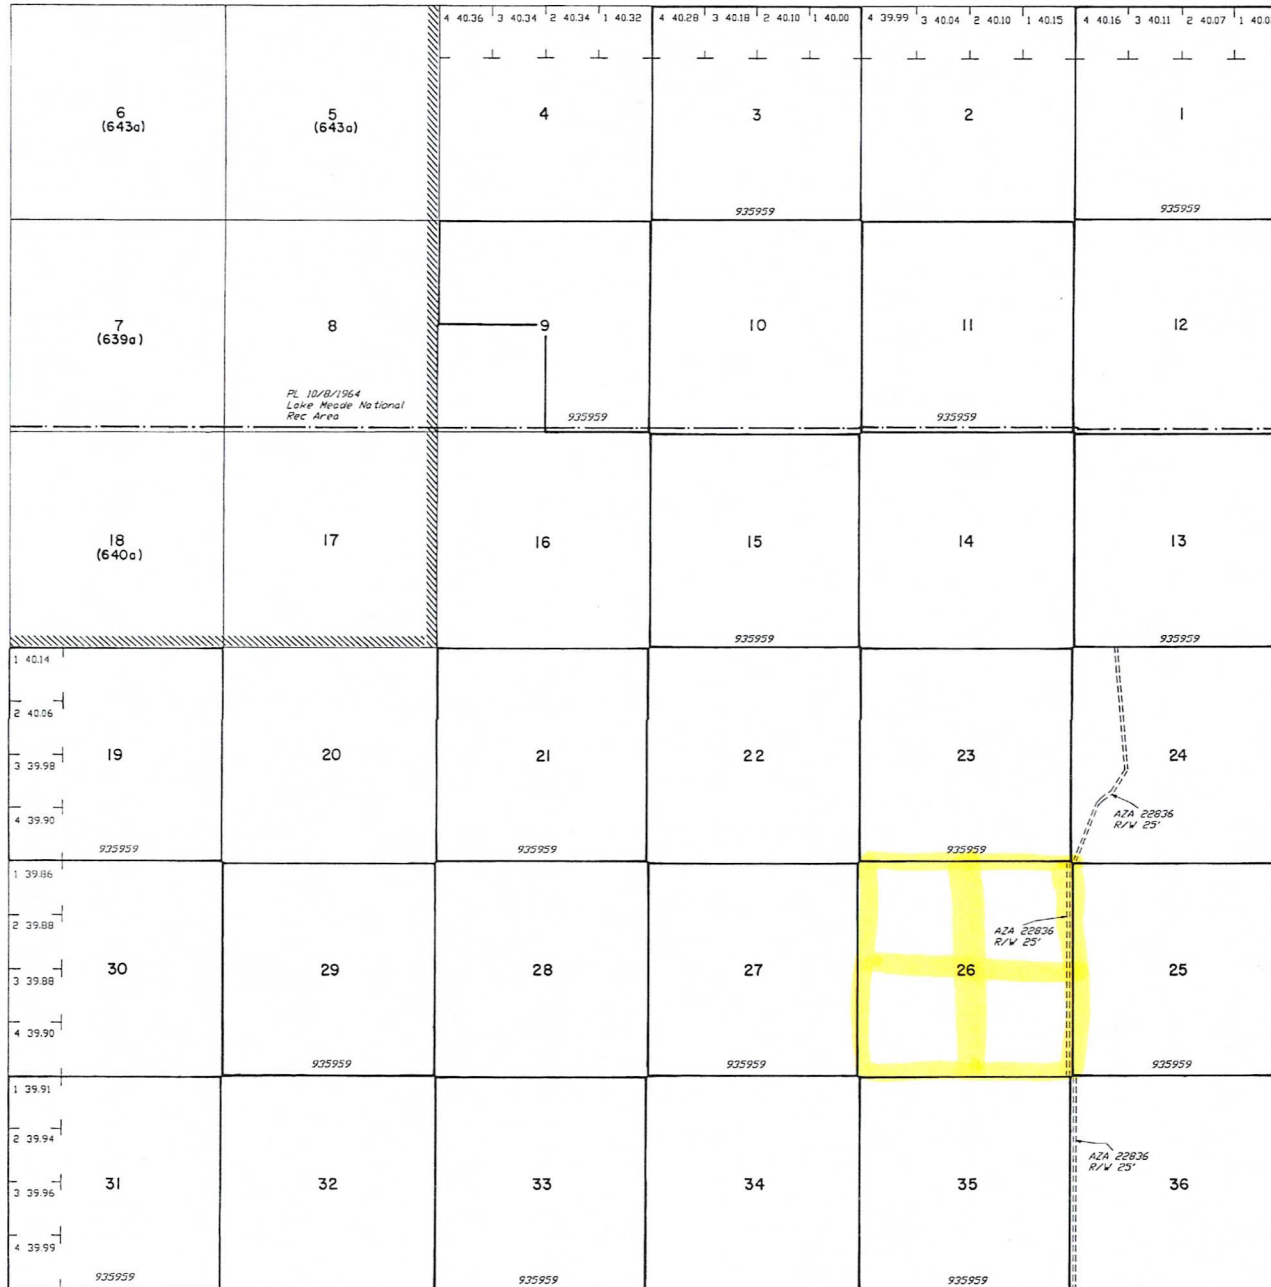 4 40.36 3 40.34 2 40.34 1 40.32 4 40.28 3 40.18 2 40.10 1 40.00 4 39.99 3 40.04 2 40.10 1 40.15 4 40.16 3 40.11 2 40.07 1
6 5 4 3 2 1
(643a) (643a)
935959 935959
7 8 9 10 11 12
(639a)
PL 10/8/1964
Lake Meade National
Rec Area
935959 935959
18 17 16 15 14 13
(640a)
935959 935959
1 40.14
2 40.06
19 20 21 22 23 24
3 39.98
AZA 22836
R/W 25'
4 39.90
935959 935959 935959
1 39.86
2 39.88
AZA 22836
R/W 25'
30 29 28 27 26 25
3 39.88
4 39.90
935959 935959 935959
1 39.91
2 39.94
AZA 22836
R/W 25'
31 32 33 34 35 36
3 39.96
4 39.99
935959 935959 935959